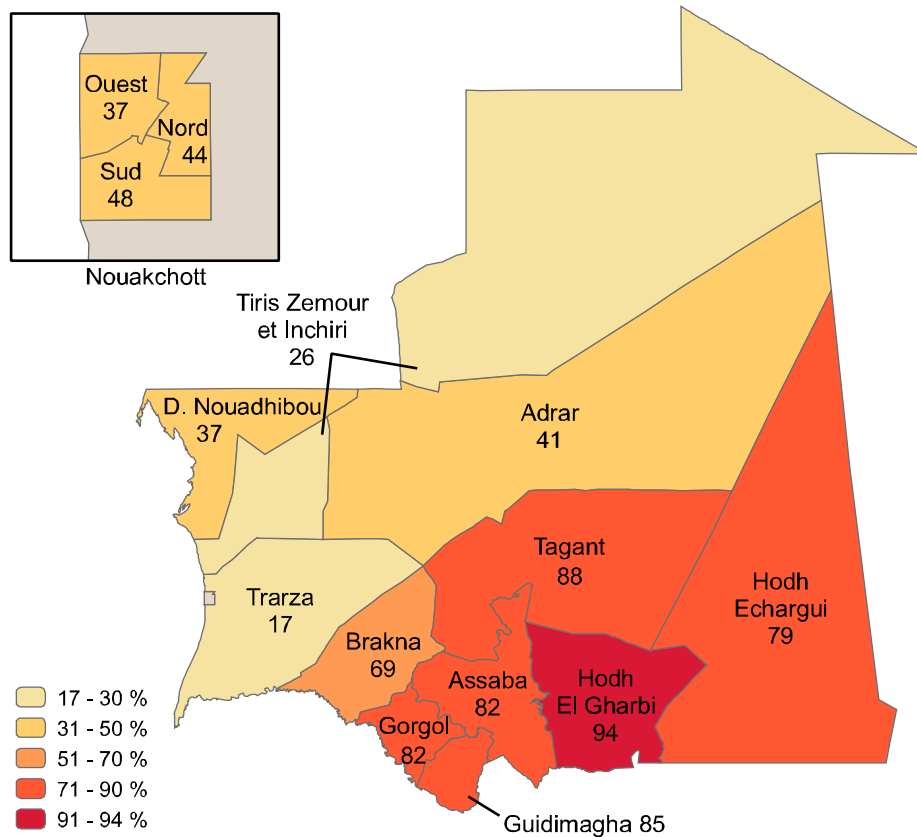 Ouest
37
Nord
44
Sud
48
Nouakchott
Tiris Zemour
et Inchiri
26
D. Nouadhibou
37
Adrar
41
Tagant
88
Hodh
Echargui
79
Trarza
17
Brakna
69
Assaba
82
Hodh
El Gharbi
94
Gorgol
82
Guidimagha 85
17 - 30 %
31 - 50 %
51 - 70 %
71 - 90 %
91 - 94 %